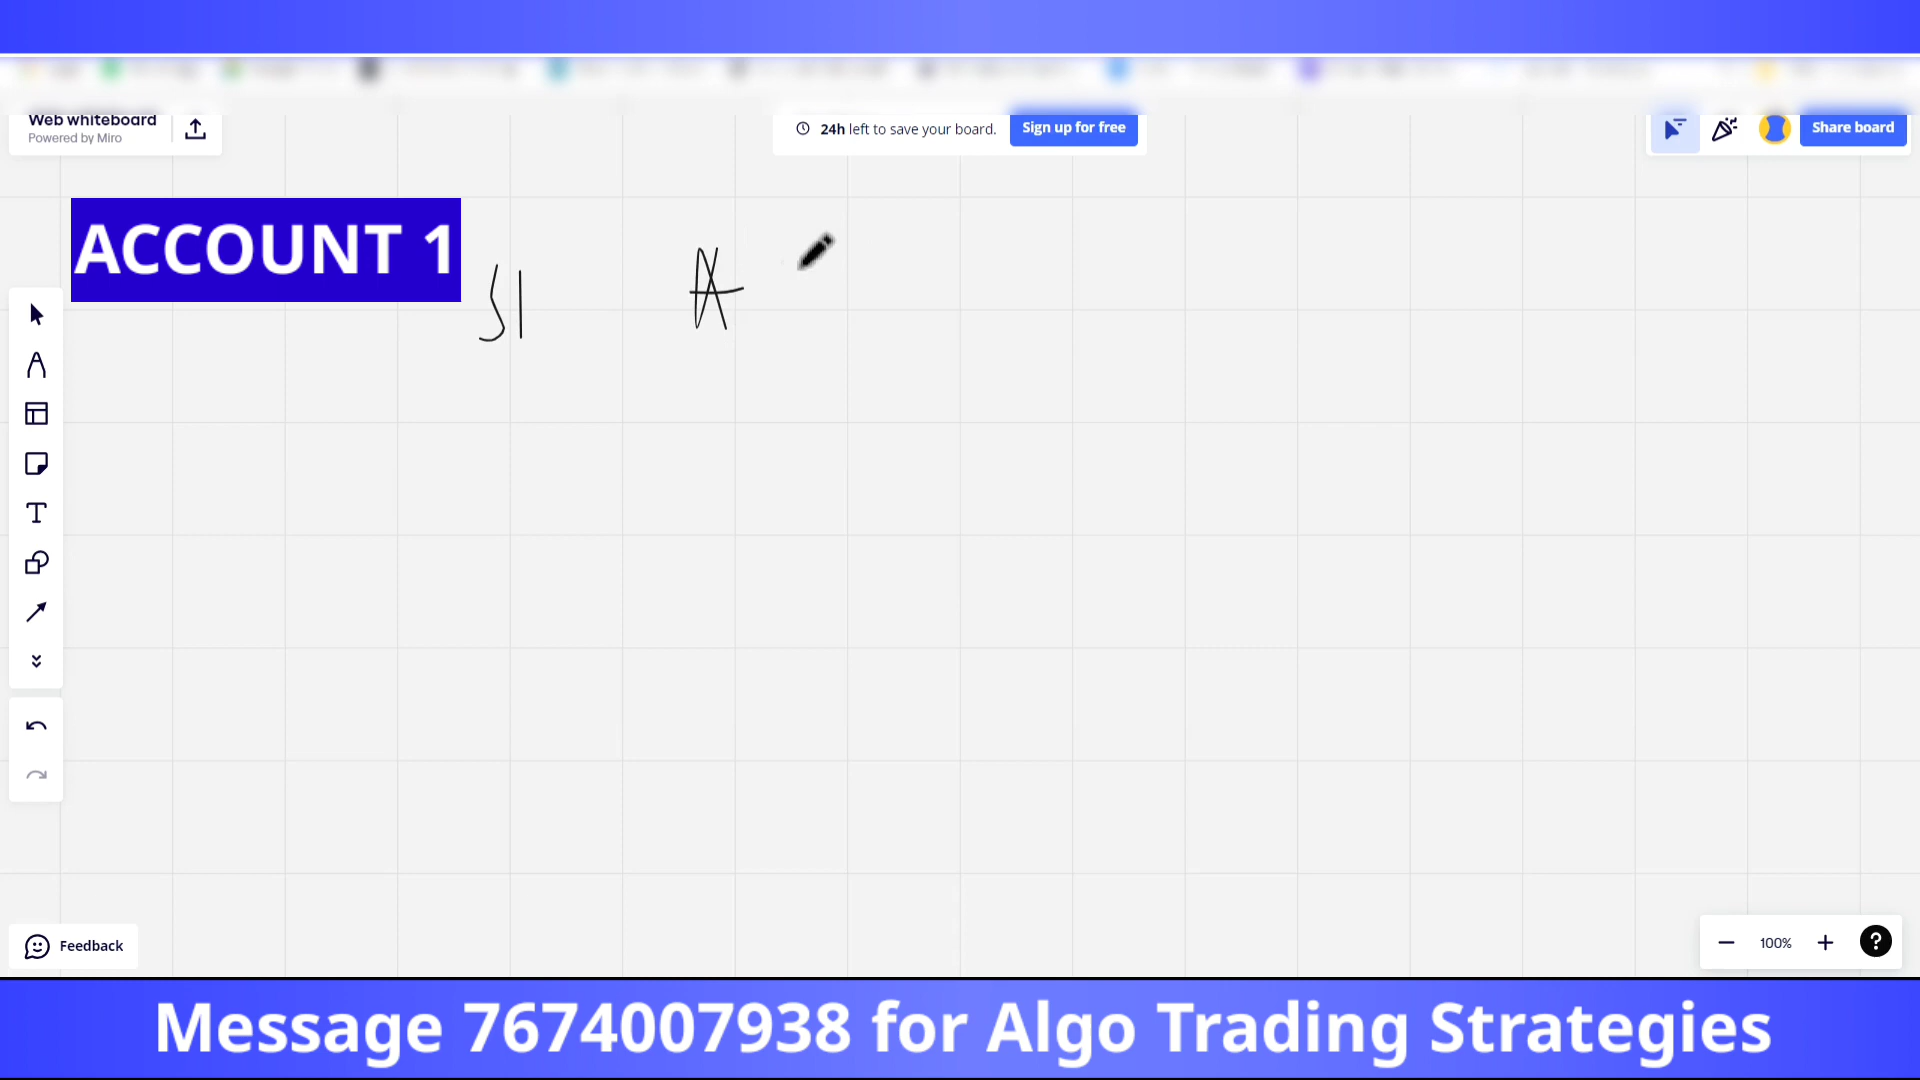 Web whiteboard
Powered by Miro
24h left to save your board.
Sign up for free
Share board
ACCOUNT 1
S1
A
Feedback
100%
Message 7674007938 for Algo Trading Strategies